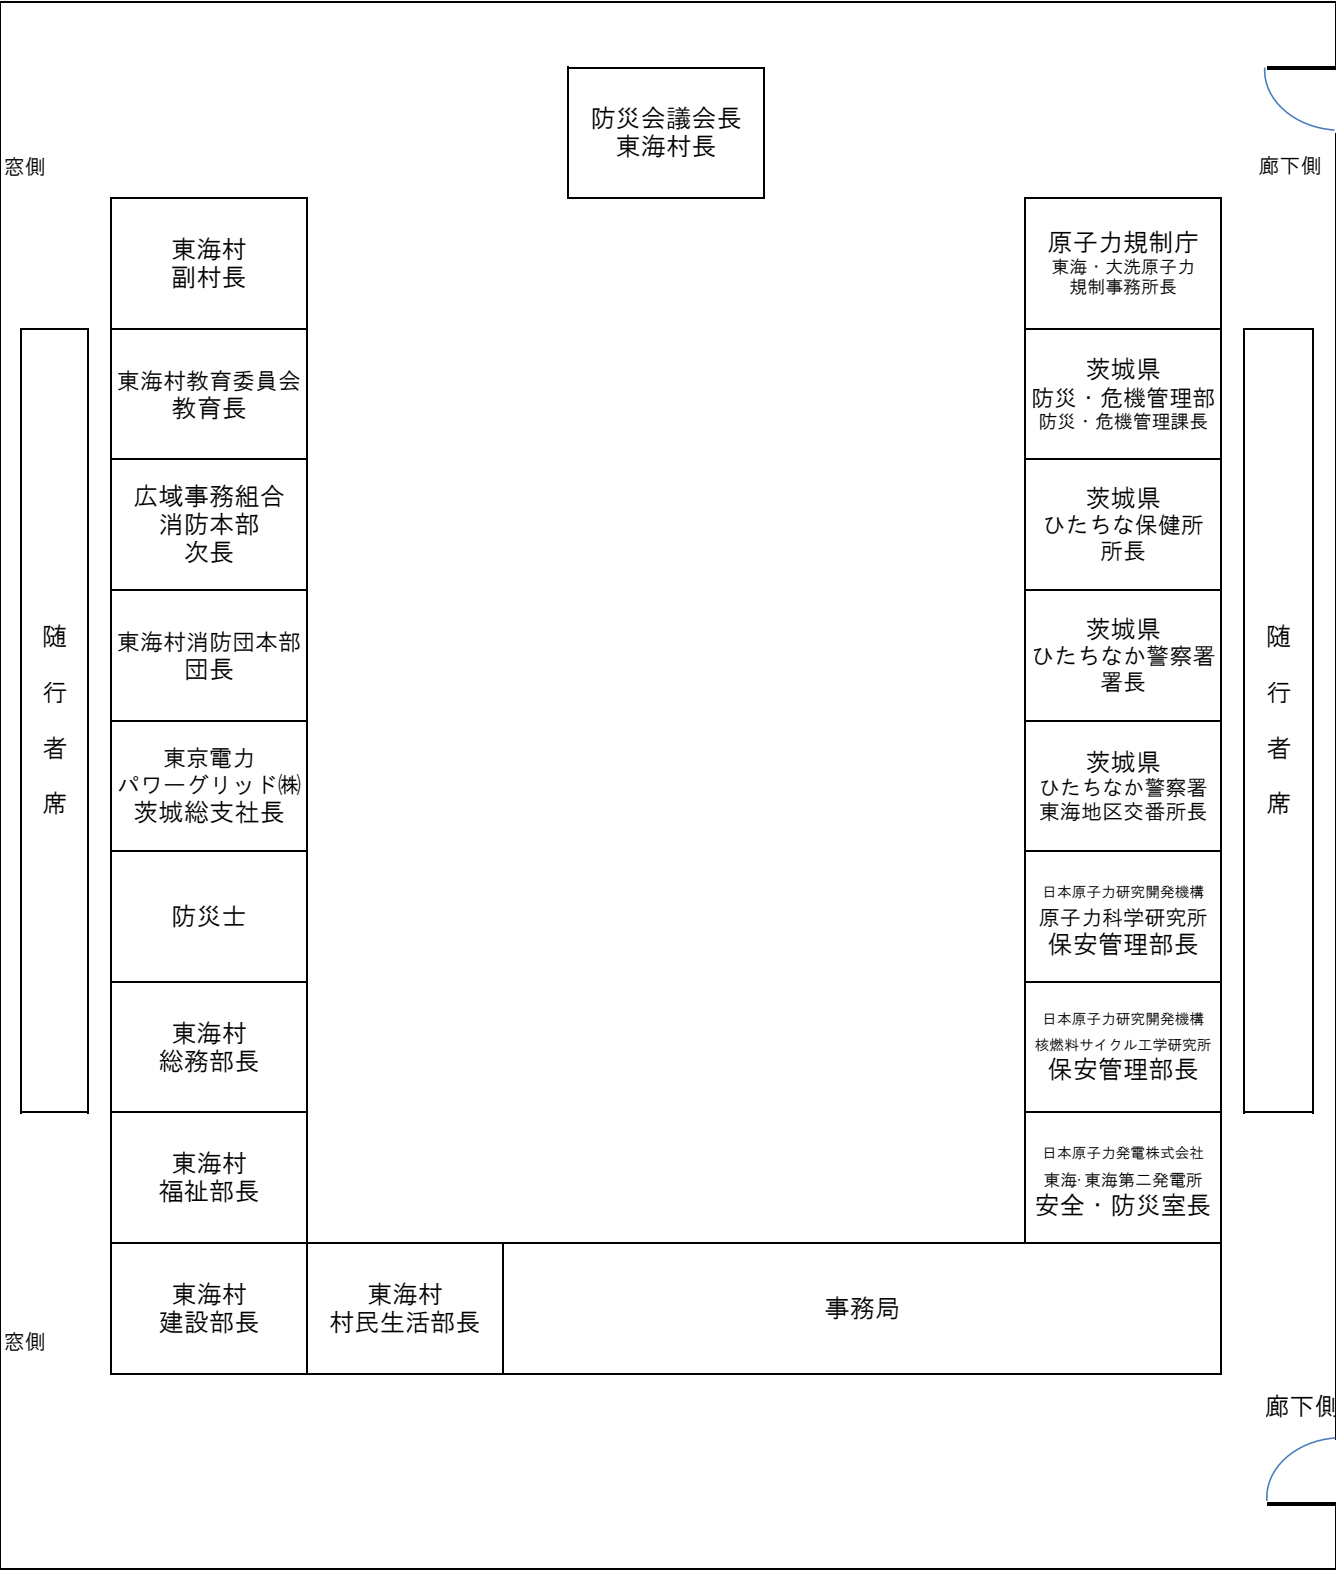 防災会議会長
東海村長
窓側
廊下側
東海村
副村長
東海村教育委員会
教育長
広域事務組合
消防本部
次長
東海村消防団本部
団長
東京電力
パワーグリッド㈱
茨城総支社長
防災士
東海村
総務部長
東海村
福祉部長
東海村
建設部長
東海村
村民生活部長
事務局
原子力規制庁
東海・大洗原子力
規制事務所長
茨城県
防災・危機管理部
防災・危機管理課長
茨城県
ひたちな保健所
所長
茨城県
ひたちなか警察署
署長
茨城県
ひたちなか警察署
東海地区交番所長
日本原子力研究開発機構
原子力科学研究所
保安管理部長
日本原子力研究開発機構
核燃料サイクル工学研究所
保安管理部長
日本原子力発電株式会社
東海・東海第二発電所
安全・防災室長
随行者席
随行者席
窓側
廊下側